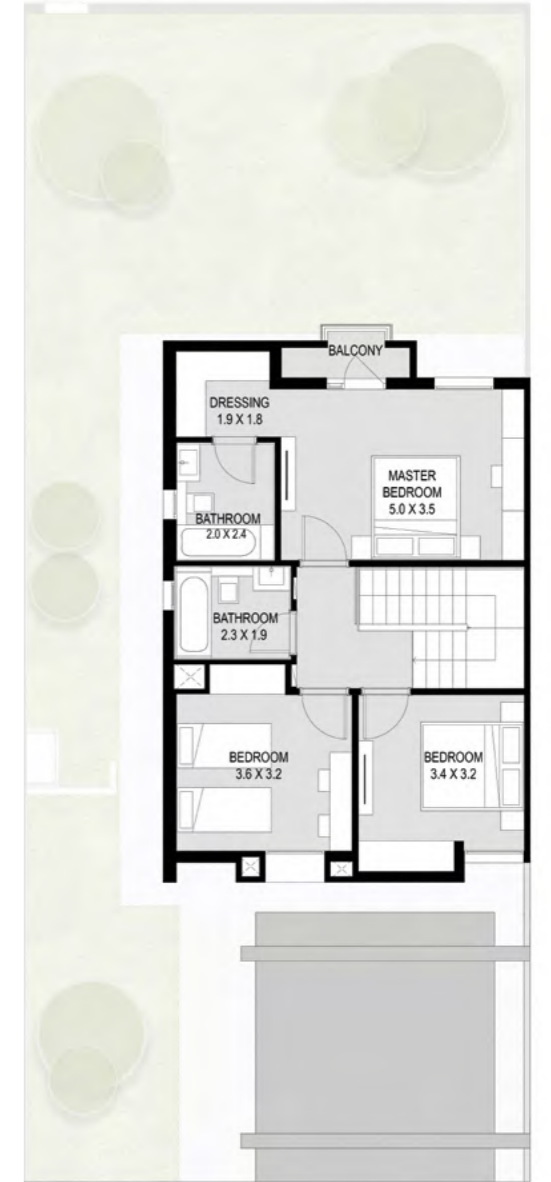 BALCONY
DRESSING
1.9 X 1.8
MASTER
BEDROOM
5.0 X 3.5
BATHROOM
2.0 X 2.4
BATHROOM
2.3 X 1.9
BEDROOM
3.6 X 3.2
BEDROOM
3.4 X 3.2